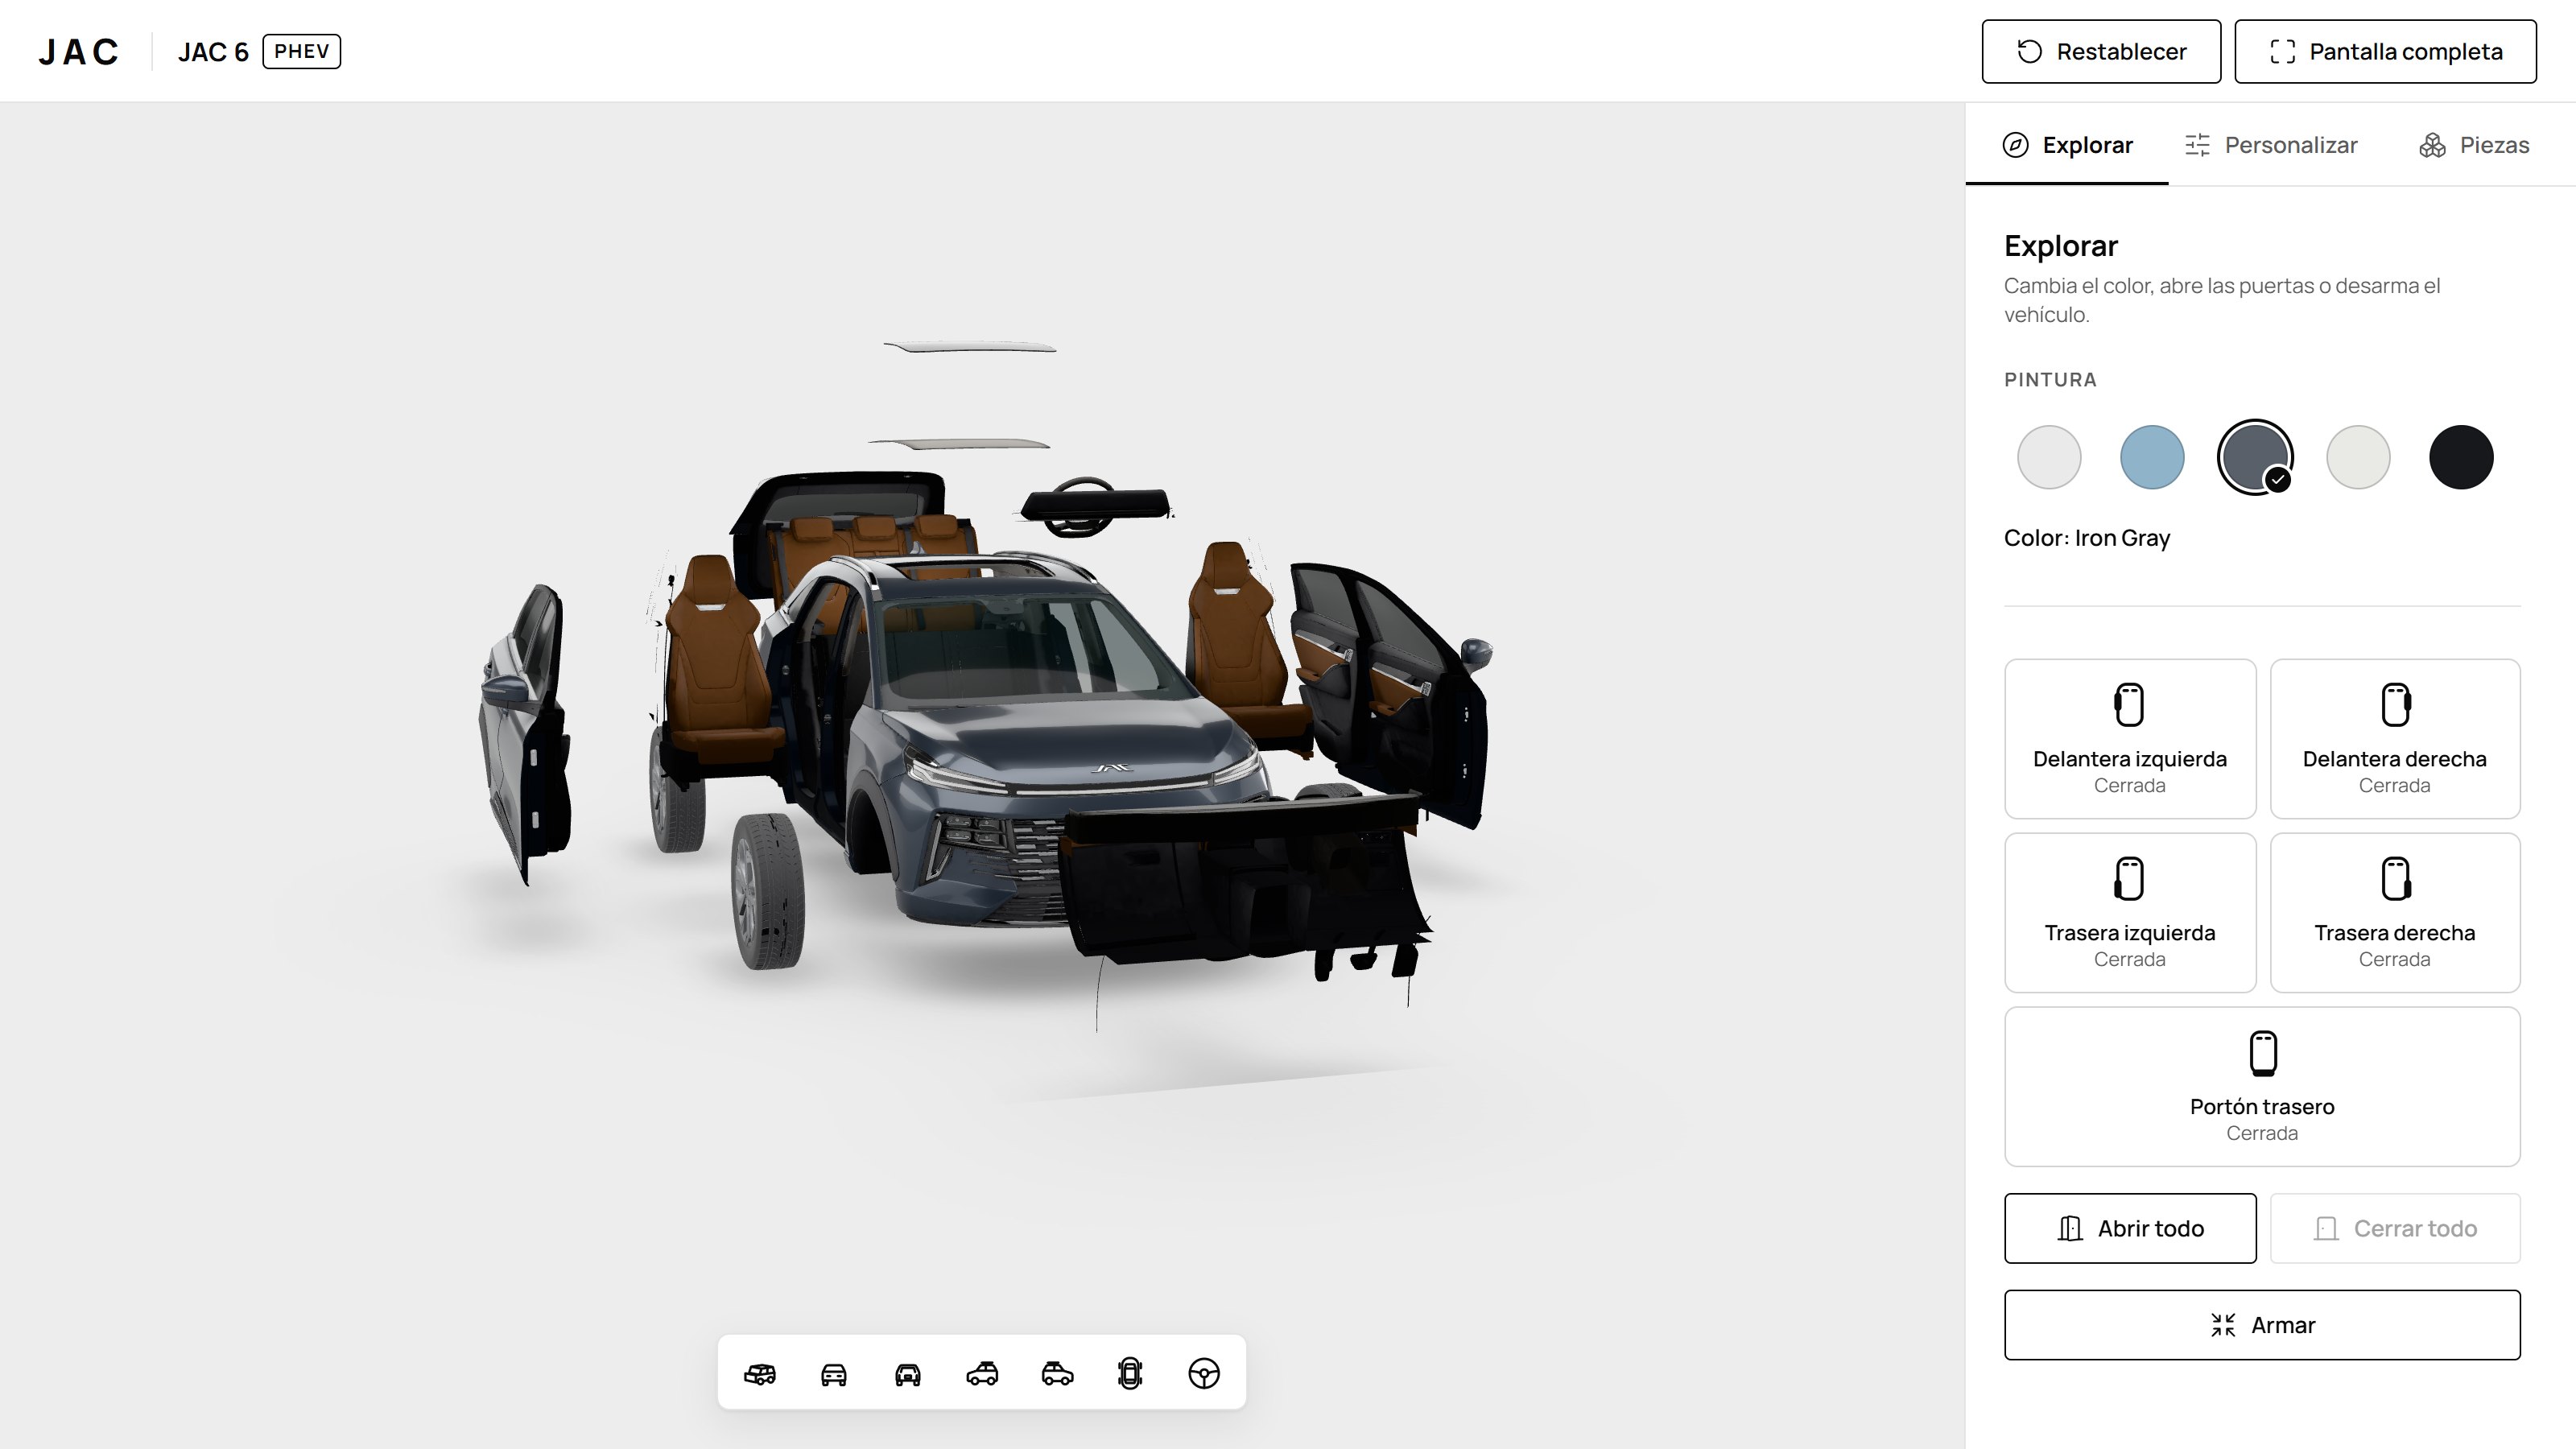 JAC
JAC 6 PHEV
Restablecer
Pantalla completa
Explorar
Personalizar
Piezas
Explorar
Cambia el color, abre las puertas o desarma el
vehículo.
PINTURA
Color: Iron Gray
JAC
Delantera izquierda
Cerrada
Delantera derecha
Cerrada
Trasera izquierda
Cerrada
Trasera derecha
Cerrada
Portón trasero
Cerrada
Abrir todo
Cerrar todo
Armar